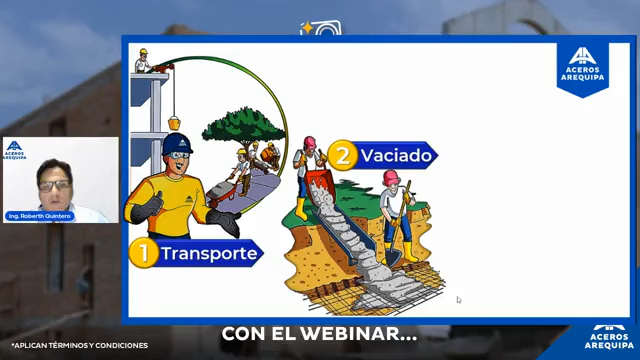 ACEROS
AREQUIPA
ACEROS
AREQUIPA
Ing. Roberth Quintero
2 Vaciado
1 Transporte
CON EL WEBINAR...
*APLICAN TÉRMINOS Y CONDICIONES
ACEROS
AREQUIPA